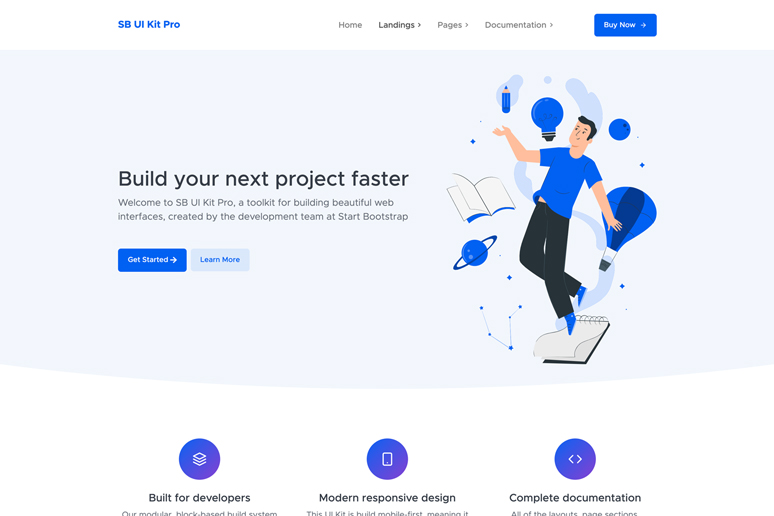 SB UI Kit Pro
Home
Landings
Pages
Documentation
Buy Now
Build your next project faster
Welcome to SB UI Kit Pro, a toolkit for building beautiful web
interfaces, created by the development team at Start Bootstrap
Get Started
Learn More
Built for developers
Modern responsive design
Complete documentation
Our modular, block-based build system
This UI Kit is build mobile-first, meaning it
All of the layouts, page sections,